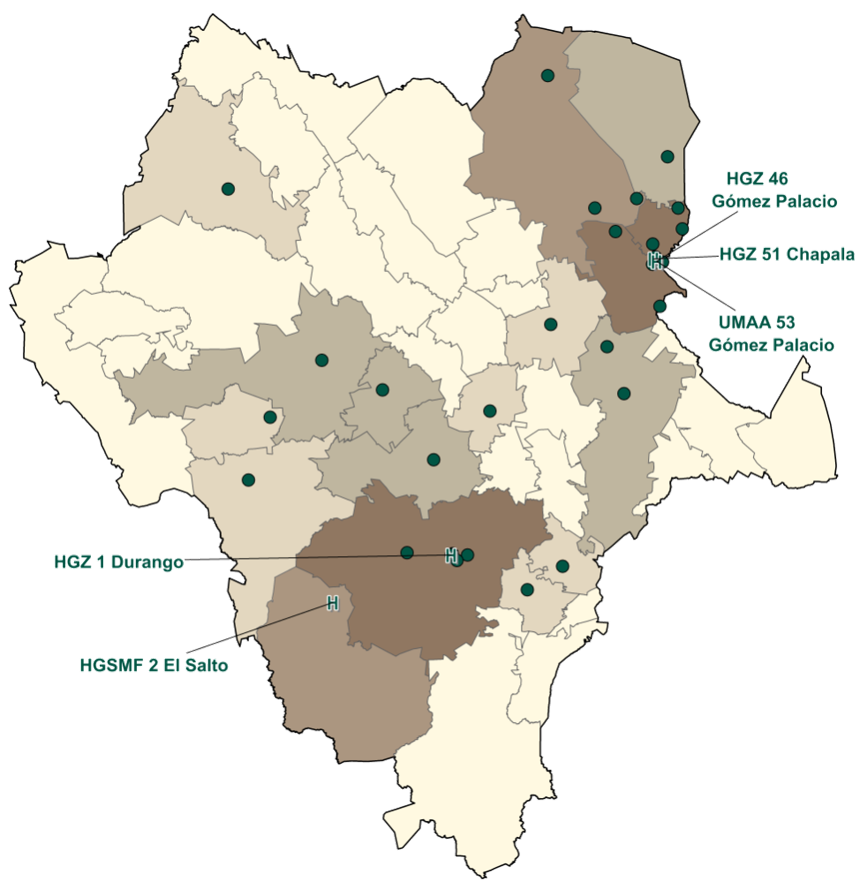 HGZ 46
Gómez Palacio
HGZ 51 Chapala
H
UMAA 53
Gómez Palacio
HGZ 1 Durango
H
H
HGSMF 2 El Salto